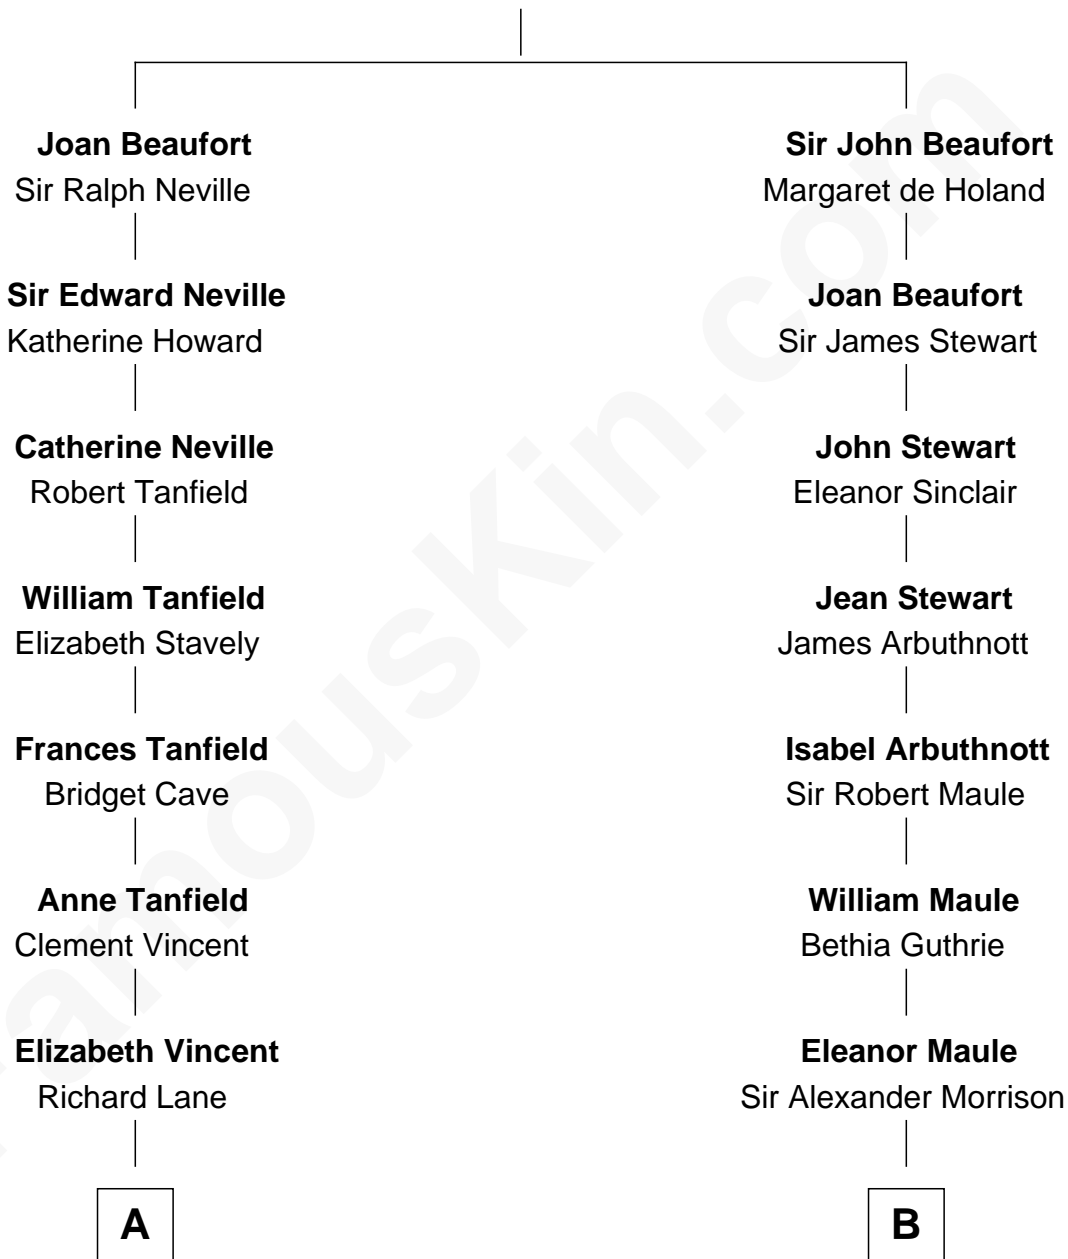 Joan Beaufort
Sir Ralph Neville
Sir John Beaufort
Margaret de Holand
Sir Edward Neville
Katherine Howard
Joan Beaufort
Sir James Stewart
Catherine Neville
Robert Tanfield
John Stewart
Eleanor Sinclair
William Tanfield
Elizabeth Stavely
Jean Stewart
James Arbuthnott
Frances Tanfield
Bridget Cave
Isabel Arbuthnott
Sir Robert Maule
Anne Tanfield
Clement Vincent
William Maule
Bethia Guthrie
Elizabeth Vincent
Richard Lane
Eleanor Maule
Sir Alexander Morrison
A
B
FamousKin.com